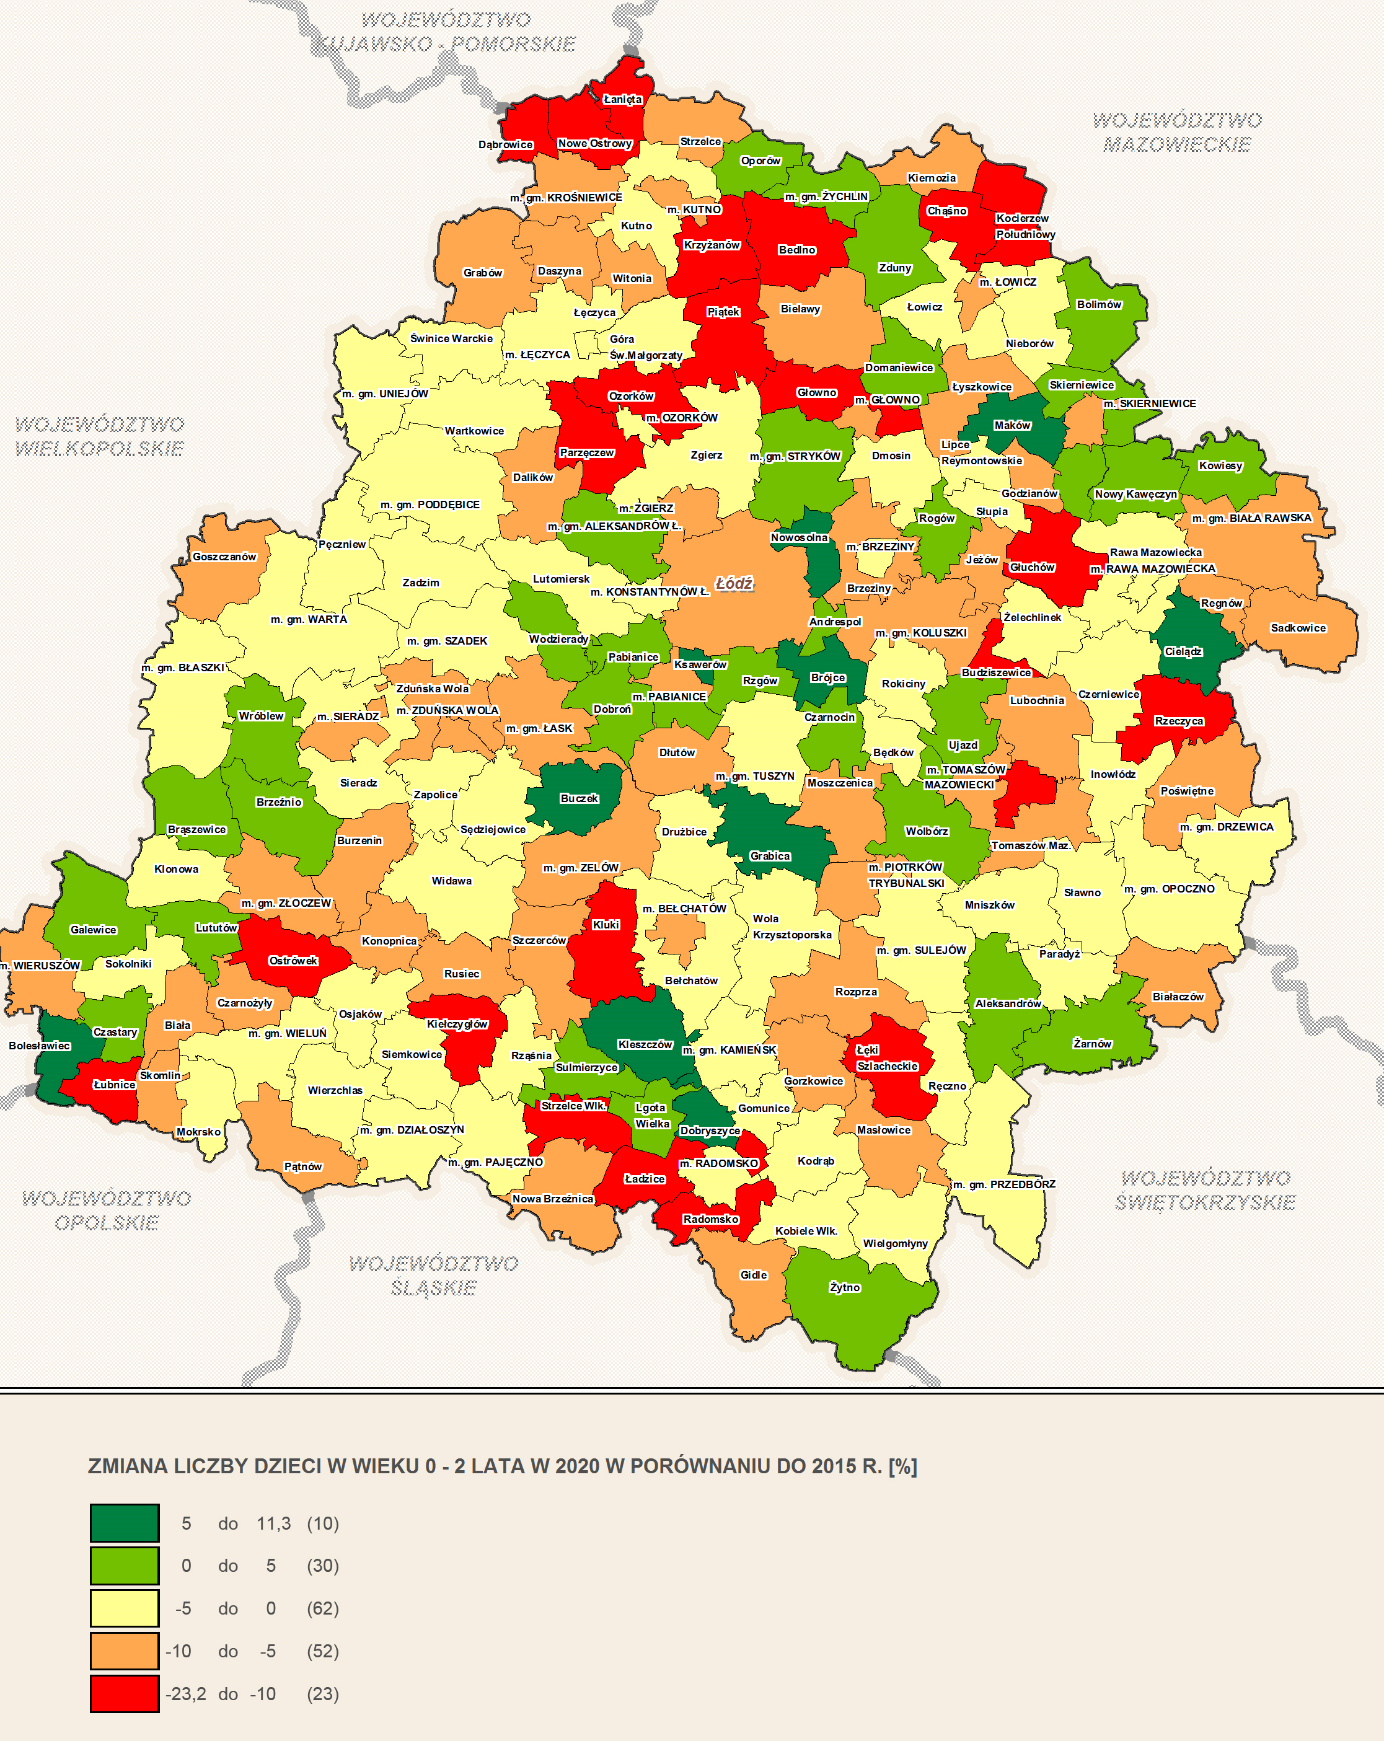 WOJEWÓDZTWO
KUJAWSKO - POMORSKIE
WOJEWÓDZTWO
MAZOWIECKIE
Łanięta
Dąbrowice
Nowe Ostrowy
Strzelce
Oporów
Kiernozia
m. gm. KROŚNIEWICE
m. gm. ŻYCHLIN
m. KUTNO
Chąśno
Kocierzew
Południowy
Kutno
Krzyżanów
Bedlno
Zduny
Grabów
Daszyna
Witonia
m. ŁOWICZ
Bolimów
Łęczyca
Piątek
Bielawy
Łowicz
Świnice Warckie
Góra
Św.Małgorzaty
m. ŁĘCZYCA
Nieborów
Domaniewice
Łyszkowice
Skierniewice
m. gm. UNIEJÓW
Ozorków
Głowno
m. GŁOWNO
m. SKIERNIEWICE
m. OZORKÓW
Maków
WOJEWÓDZTWO
WIELKOPOLSKIE
Wartkowice
Parzęczew
Zgierz
m. gm. STRYKÓW
Dmosin
Lipce
Reymontowskie
Kowiesy
Dalików
Godzianów
Nowy Kawęczyn
m. gm. PODDĘBICE
m. ZGIERZ
m. gm. ALEKSANDRÓW Ł.
Słupia
Rogów
m. gm. BIAŁA RAWSKA
Pęczniew
Nowosolna
m. BRZEZINY
Goszczanów
Rawa Mazowiecka
m. RAWA MAZOWIECKA
Jeżów
Głuchów
Zadzim
Lutomiersk
m. KONSTANTYNÓW Ł.
Łódź
Brzeziny
Regnów
m. gm. WARTA
Andrespol
Żelechlinek
Sadkowice
m. gm. SZADEK
Wodzierady
m. gm. KOLUSZKI
Cielądz
m. gm. BŁASZKI
Pabianice
Ksawerów
Rzgów
Brójce
Rokiciny
Budziszewice
Zduńska Wola
m. PABIANICE
Lubochnia
Czerniewice
Wróblew
m. SIERADZ
m. ZDUŃSKA WOLA
Dobroń
Czarnocin
Rzeczyca
m. gm. ŁASK
Dłutów
Będków
Ujazd
m. TOMASZÓW
MAZOWIECKI
Inowłódz
m. gm. TUSZYN
Moszczenica
Sieradz
Zapolice
Buczek
Poświętne
Brzeźnio
Brąszewice
Sędziejowice
Drużbice
Wolbórz
m. gm. DRZEWICA
Burzenin
Grabica
Tomaszów Maz.
Klonowa
Widawa
m. gm. ZELÓW
m. PIOTRKÓW
TRYBUNALSKI
m. gm. ZŁOCZEW
m. BEŁCHATÓW
Mniszków
Sławno
m. gm. OPOCZNO
Galewice
Lututów
Kluki
Wola
Krzysztoporska
Konopnica
Szczerców
m. gm. SULEJÓW
Paradyż
m. WIERUSZÓW
Sokolniki
Ostrówek
Rusiec
Bełchatów
Rozprza
Białaczów
Czarnożyły
Aleksandrów
Osjaków
Biała
Czastary
m. gm. WIELUŃ
Kiełczygłów
Bolesławiec
Siemkowice
Rząśnia
Kleszczów
m. gm. KAMIEŃSK
Łęki
Szlacheckie
Żarnów
Sulmierzyce
Skomlin
Łubnice
Wierzchlas
Gorzkowice
Ręczno
Strzelce Wlk.
Lgota
Wielka
Gomunice
Mokrsko
m. gm. DZIAŁOSZYN
Dobryszyce
Masłowice
Pątnów
m. gm. PAJĘCZNO
m. RADOMSKO
Kodrąb
Ładzice
m. gm. PRZEDBÓRZ
WOJEWÓDZTWO
ŚWIĘTOKRZYSKIE
WOJEWÓDZTWO
OPOLSKIE
Nowa Brzeźnica
Radomsko
Kobiele Wlk.
Wielgomłyny
WOJEWÓDZTWO
ŚLĄSKIE
Gidle
Żytno
ZMIANA LICZBY DZIECI W WIEKU 0 - 2 LATA W 2020 W PORÓWNANIU DO 2015 R. [%]
5 do 11,3 (10)
0 do 5 (30)
-5 do 0 (62)
-10 do -5 (52)
-23,2 do -10 (23)